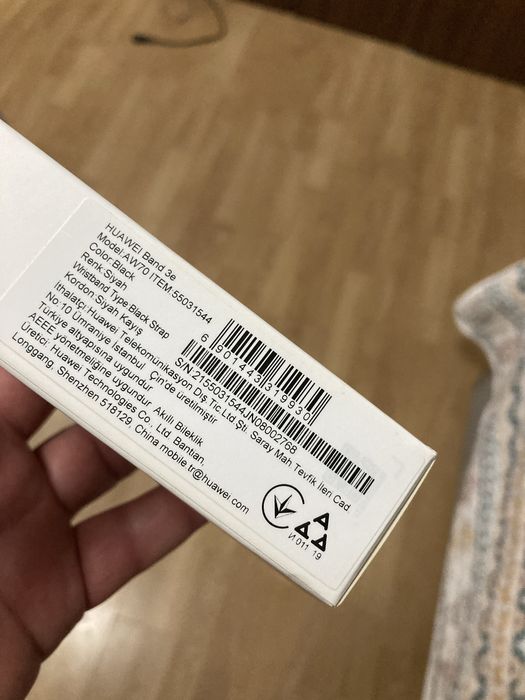 HUAWEI Band 3e
Model:AW70 ITEM:55031544
Color:Black
Renk:Siyah
Wristband Type:Black Strap
Kordon:Siyah Kayış
6 901443 319930
S/N:2155031544JN08002768
İthalatçı:Huawei Telekomünikasyon Dış Tic.Ltd.Şti. Saray Mah.Tevfik İleri Cad.
No:10 Ümraniye İstanbul Çin'de üretilmiştir
Türkiye altyapısına uygundur
AEEE yönetmeliğine uygundur Akıllı Bileklik
Üretici: Huawei Technologies Co., Ltd. Bantian,
Longgang, Shenzhen 518129, China mobile.tr@huawei.com
И 011 19